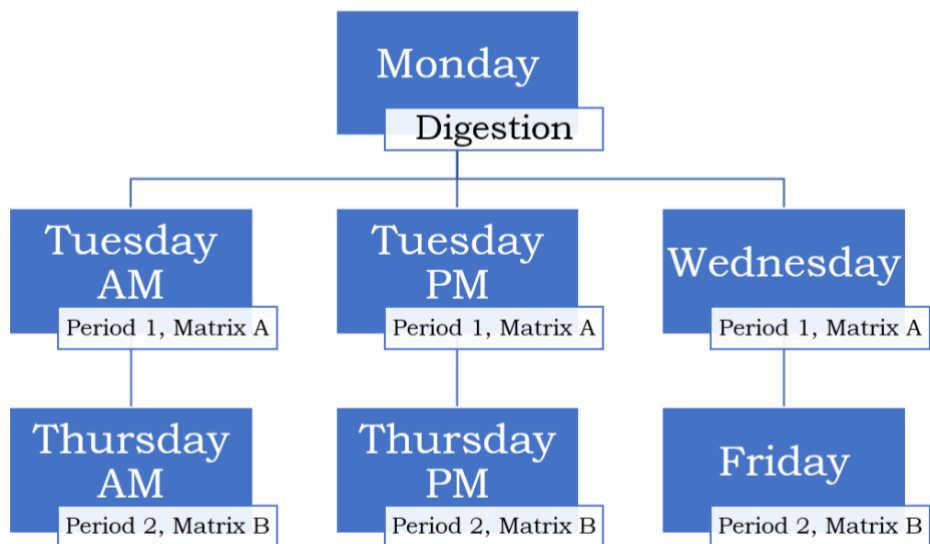 Monday
Digestion
Tuesday
AM
Period 1, Matrix A
Tuesday
PM
Period 1, Matrix A
Wednesday
Period 1, Matrix A
Thursday
AM
Period 2, Matrix B
Thursday
PM
Period 2, Matrix B
Friday
Period 2, Matrix B